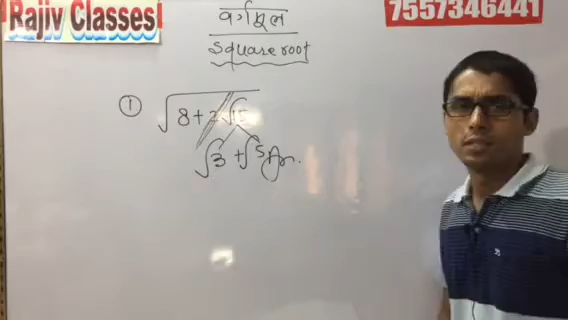 Rajiv Classes
7557346441
वर्गमूल
square root
① √8+2√15
√3 + √5 Ans.